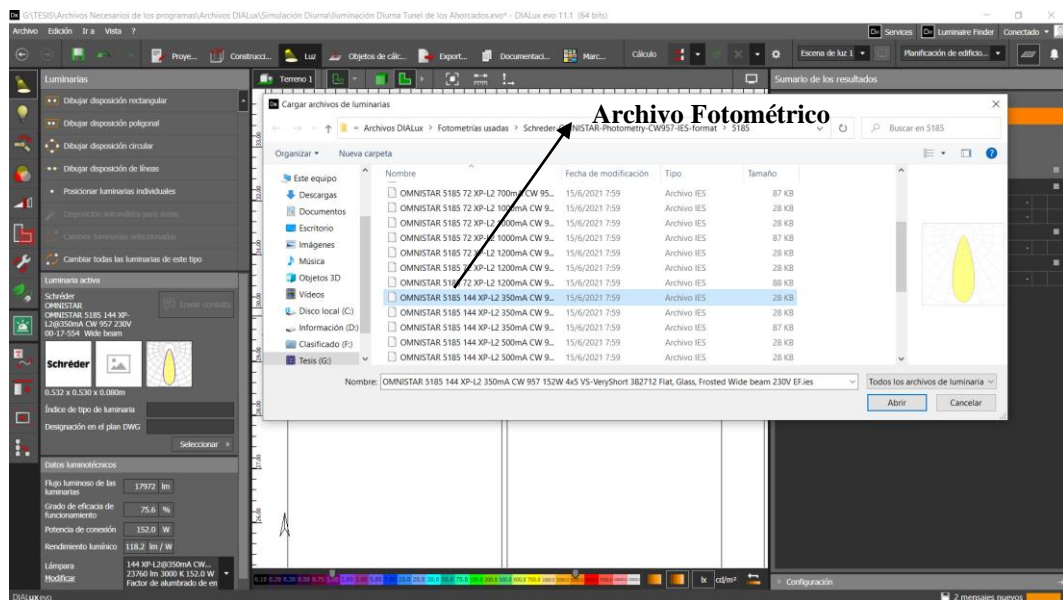 G:\TESIS\Archivos Necesarios de los programas\Archivos DIALux\Simulación Diurna\Iluminación Diurna Tunel de los Ahorcados.evo* - DIALux evo 11.1 (64 bits)
Archivo Edición Ir a Vista ?
Services Luminaire Finder Conectado
Proye... Construcci... Luz Objetos de cálc... Export... Documentaci... Marc... Cálculo Escena de luz 1 Planificación de edificio...
Luminarias
Terreno 1
Sumario de los resultados
Dibujar disposición rectangular
Dibujar disposición poligonal
Dibujar disposición circular
Dibujar disposición de líneas
Posicionar luminarias individuales
Disposición automática para áreas
Cambiar luminarias seleccionadas
Cambiar todas las luminarias de este tipo
Cargar archivos de luminarias
Archivo Fotométrico
Archivos DIALux > Fotometrías usadas > Schreder-OMNISTAR-Photometry-CW957-IES-format > 5185
Buscar en 5185
Organizar Nueva carpeta
Este equipo
Descargas
Documentos
Escritorio
Imágenes
Música
Objetos 3D
Vídeos
Disco local (C:)
Información (D:)
Clasificado (F:)
Tesis (G:)
Nombre Fecha de modificación Tipo Tamaño
OMNISTAR 5185 72 XP-L2 700mA CW 95... 15/6/2021 7:59 Archivo IES 87 KB
OMNISTAR 5185 72 XP-L2 1000mA CW 9... 15/6/2021 7:59 Archivo IES 28 KB
OMNISTAR 5185 72 XP-L2 1000mA CW 9... 15/6/2021 7:59 Archivo IES 28 KB
OMNISTAR 5185 72 XP-L2 1000mA CW 9... 15/6/2021 7:59 Archivo IES 87 KB
OMNISTAR 5185 72 XP-L2 1200mA CW 9... 15/6/2021 7:59 Archivo IES 28 KB
OMNISTAR 5185 72 XP-L2 1200mA CW 9... 15/6/2021 7:59 Archivo IES 28 KB
OMNISTAR 5185 72 XP-L2 1200mA CW 9... 15/6/2021 7:59 Archivo IES 88 KB
OMNISTAR 5185 144 XP-L2 350mA CW 9... 15/6/2021 7:59 Archivo IES 28 KB
OMNISTAR 5185 144 XP-L2 350mA CW 9... 15/6/2021 7:59 Archivo IES 28 KB
OMNISTAR 5185 144 XP-L2 350mA CW 9... 15/6/2021 7:59 Archivo IES 87 KB
OMNISTAR 5185 144 XP-L2 500mA CW 9... 15/6/2021 7:59 Archivo IES 28 KB
OMNISTAR 5185 144 XP-L2 500mA CW 9... 15/6/2021 7:59 Archivo IES 28 KB
Nombre: OMNISTAR 5185 144 XP-L2 350mA CW 957 152W 4x5 VS-VeryShort 382712 Flat, Glass, Frosted Wide beam 230V EF.ies
Todos los archivos de luminaria
Abrir Cancelar
Luminaria activa
Schréder
OMNISTAR
OMNISTAR 5185 144 XP-
L2@350mA CW 957 230V
00-17-554 Wide beam
Enviar consulta
Schréder
0.532 x 0.530 x 0.080m
Índice de tipo de luminaria
Designación en el plan DWG
Seleccionar
Datos luminotécnicos
Flujo luminoso de las
luminarias
17972 lm
Grado de eficacia de
funcionamiento
75.6 %
Potencia de conexión 152.0 W
Rendimiento lumínico 118.2 lm / W
Lámpara
Modificar
144 XP-L2@350mA CW...
23760 lm 3000 K 152.0 W
Factor de alumbrado de en
33.00
29.00
28.00
27.00
26.00
lx cd/m²
Configuración
DIALux evo
2 mensajes nuevos